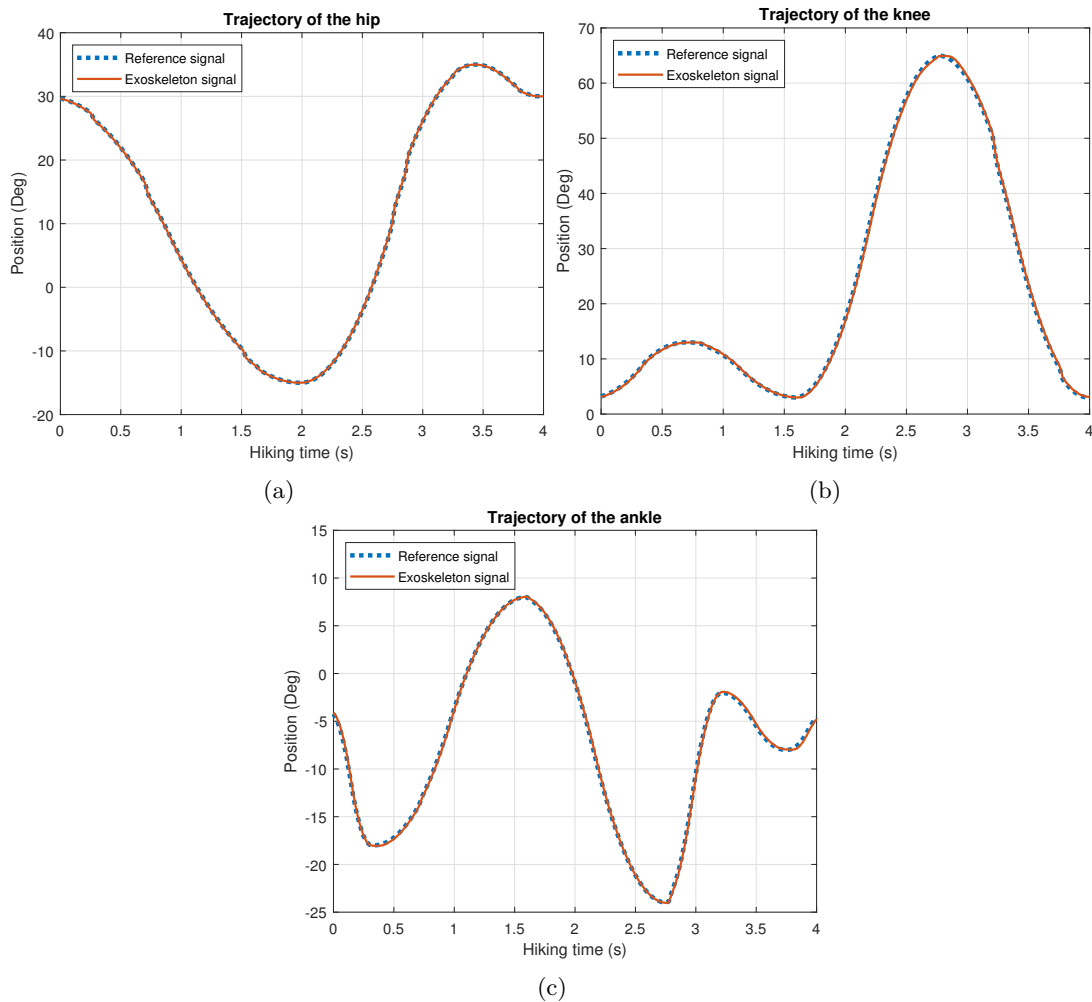 Trajectory of the hip
Reference signal
Exoskeleton signal
40
30
20
10
0
-10
-20
Position (Deg)
0 0.5 1 1.5 2 2.5 3 3.5 4
Hiking time (s)
(a)
Trajectory of the knee
Reference signal
Exoskeleton signal
70
60
50
40
30
20
10
0
Position (Deg)
0 0.5 1 1.5 2 2.5 3 3.5 4
Hiking time (s)
(b)
Trajectory of the ankle
Reference signal
Exoskeleton signal
15
10
5
0
-5
-10
-15
-20
-25
Position (Deg)
0 0.5 1 1.5 2 2.5 3 3.5 4
Hiking time (s)
(c)